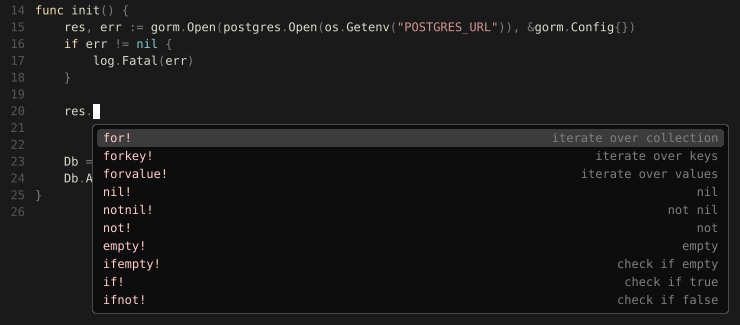 14 func init() {
15     res, err := gorm.Open(postgres.Open(os.Getenv("POSTGRES_URL")), &gorm.Config{})
16     if err != nil {
17         log.Fatal(err)
18     }
19
20     res.
21
for! iterate over collection
forkey! iterate over keys
22
23     Db =
forvalue! iterate over values
24     Db.A
nil! nil
25 }
notnil! not nil
26
not! not
empty! empty
ifempty! check if empty
if! check if true
ifnot! check if false